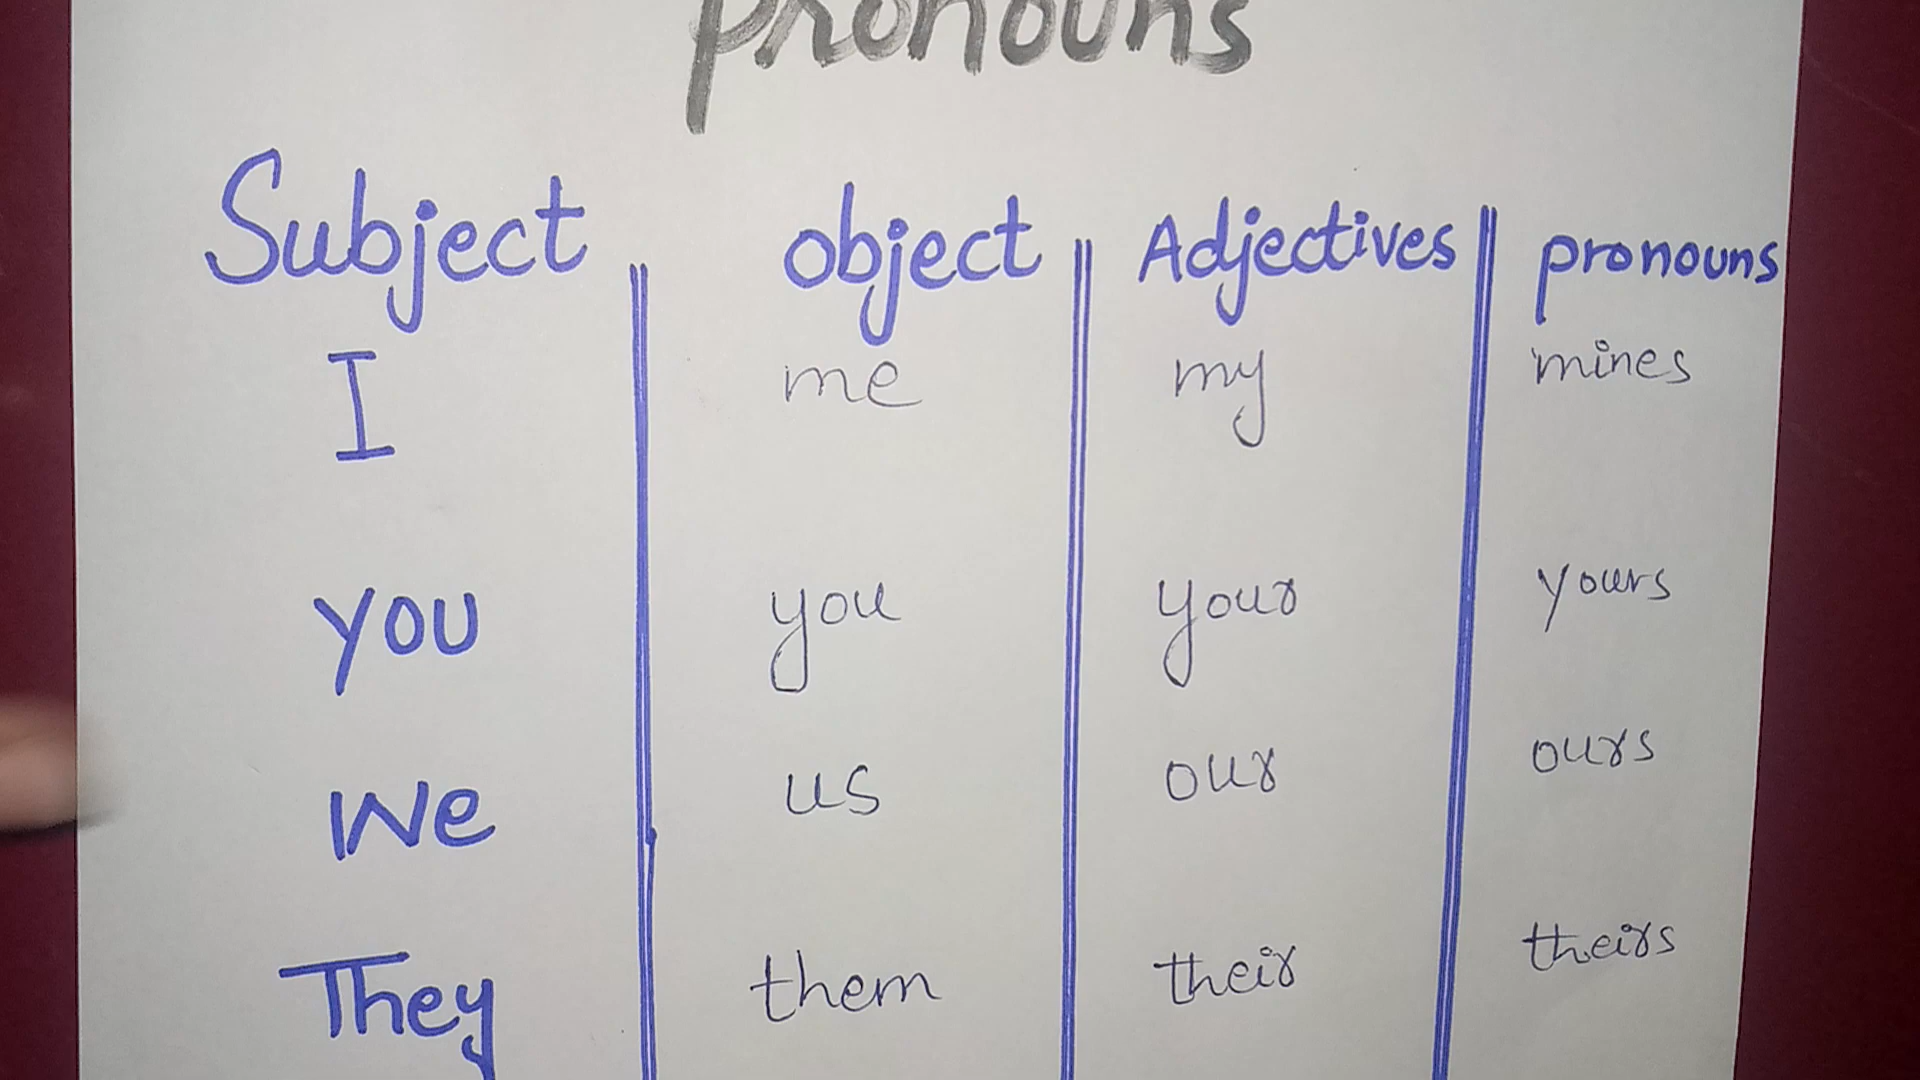 pronouns
Subject object Adjectives pronouns
I me my mines
you you your yours
We us our ours
They them their theirs